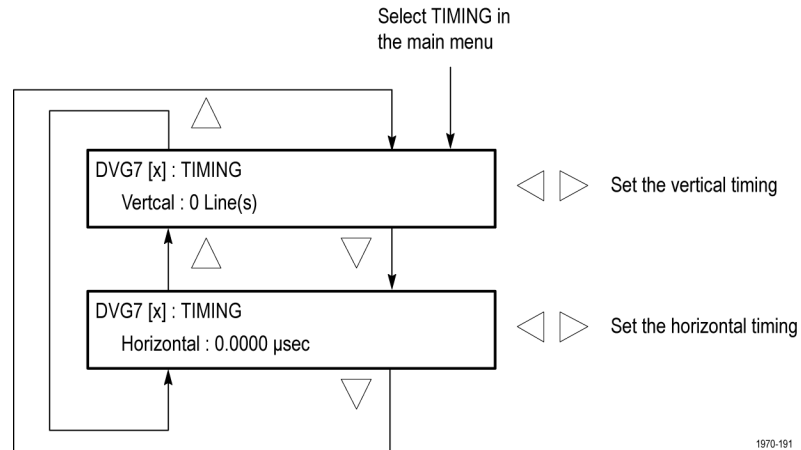 Select TIMING in
the main menu
DVG7 [x] : TIMING
Vertcal : 0 Line(s)
Set the vertical timing
DVG7 [x] : TIMING
Horizontal : 0.0000 µsec
Set the horizontal timing
1970-191